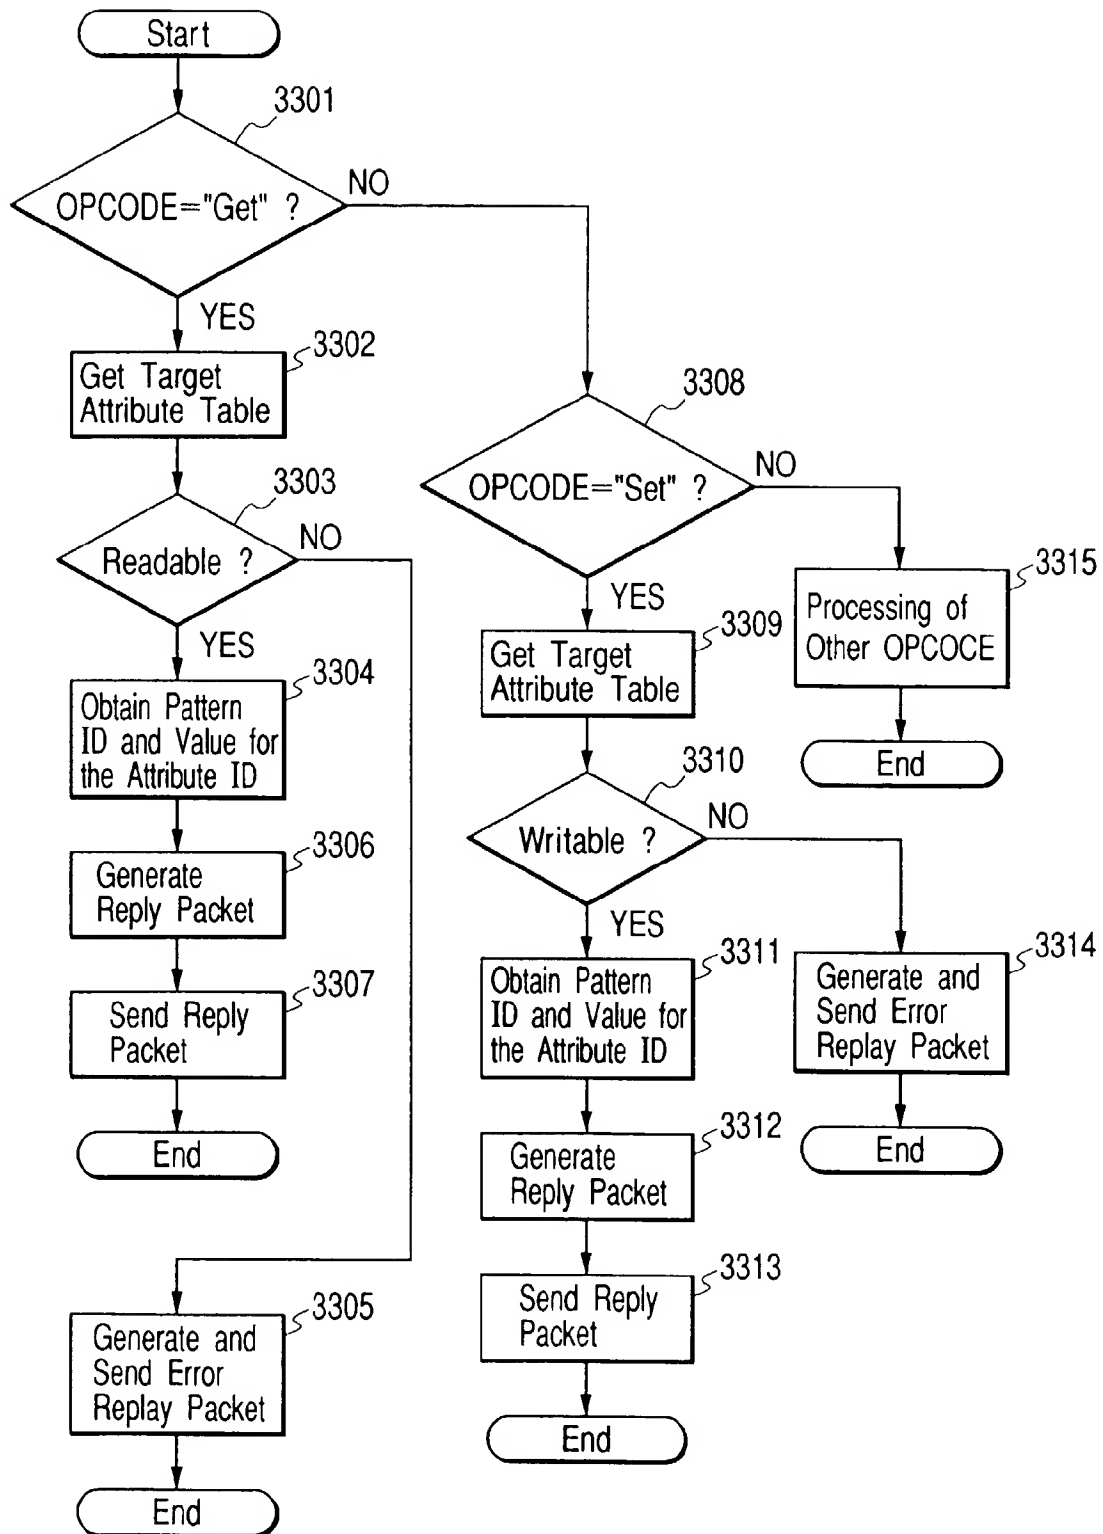 Start
3301
OPCODE="Get" ?
NO
YES
3302
Get Target
Attribute Table
3303
Readable ?
NO
YES
3304
Obtain Pattern
ID and Value for
the Attribute ID
3306
Generate
Reply Packet
3307
Send Reply
Packet
End
3305
Generate and
Send Error
Replay Packet
End
3308
OPCODE="Set" ?
NO
YES
3309
Get Target
Attribute Table
3310
Writable ?
NO
YES
3311
Obtain Pattern
ID and Value for
the Attribute ID
3312
Generate
Reply Packet
3313
Send Reply
Packet
End
3315
Processing of
Other OPCOCE
End
3314
Generate and
Send Error
Replay Packet
End